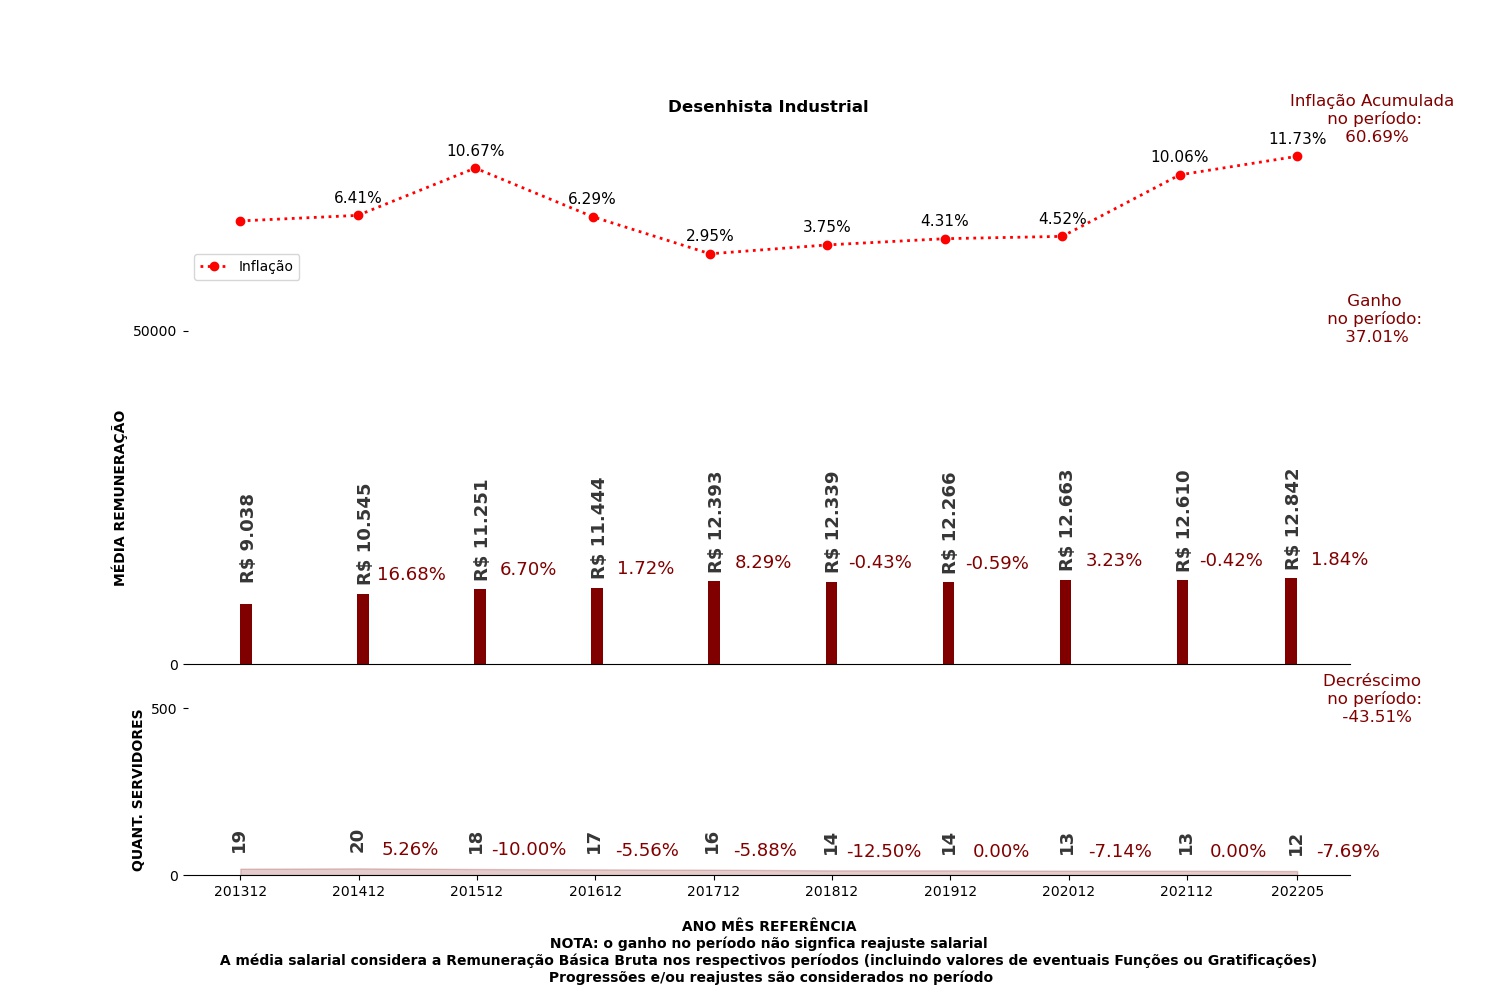 Desenhista Industrial
Inflação Acumulada
no período:
60.69%
6.41%
10.67%
6.29%
2.95%
3.75%
4.31%
4.52%
10.06%
11.73%
Inflação
Ganho
no período:
37.01%
50000
0
MÉDIA REMUNERAÇÃO
R$ 9.038
R$ 10.545
R$ 11.251
R$ 11.444
R$ 12.393
R$ 12.339
R$ 12.266
R$ 12.663
R$ 12.610
R$ 12.842
16.68%
6.70%
1.72%
8.29%
-0.43%
-0.59%
3.23%
-0.42%
1.84%
Decréscimo
no período:
-43.51%
500
0
QUANT. SERVIDORES
19
20
18
17
16
14
14
13
13
12
5.26%
-10.00%
-5.56%
-5.88%
-12.50%
0.00%
-7.14%
0.00%
-7.69%
201312
201412
201512
201612
201712
201812
201912
202012
202112
202205
ANO MÊS REFERÊNCIA
NOTA: o ganho no período não signfica reajuste salarial
A média salarial considera a Remuneração Básica Bruta nos respectivos períodos (incluindo valores de eventuais Funções ou Gratificações)
Progressões e/ou reajustes são considerados no período